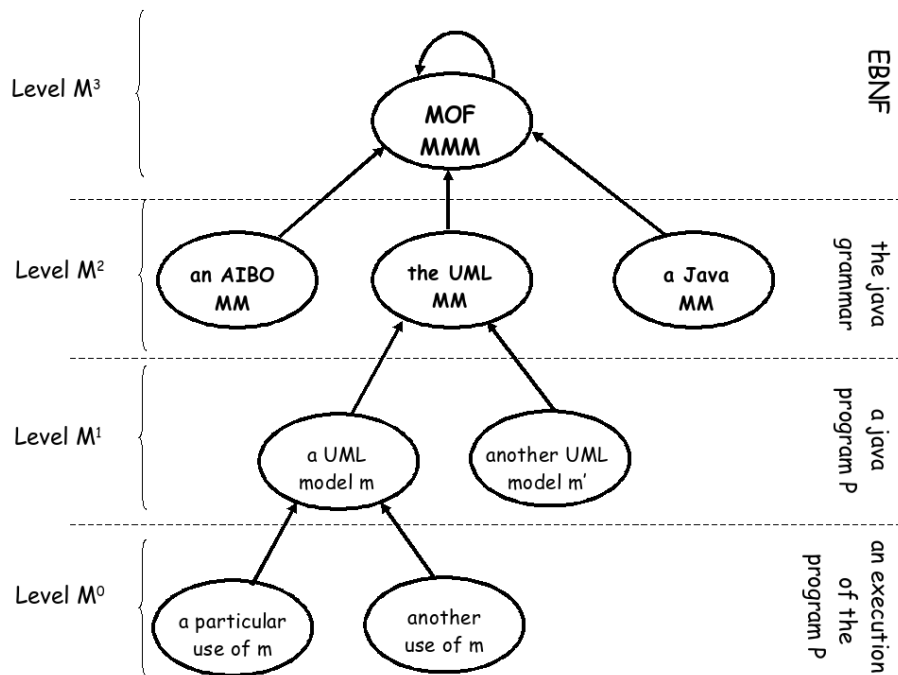 Level M³
MOF
MMM
EBNF
Level M²
an AIBO
MM
the UML
MM
a Java
MM
the java
grammar
Level M¹
a UML
model m
another UML
model m'
a java
program P
Level M⁰
a particular
use of m
another
use of m
an execution
of the
program P